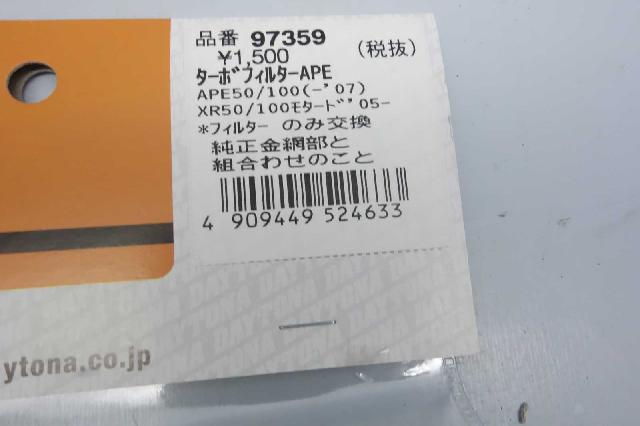 品番 97359
¥1,500 (税抜)
ターボフィルターAPE
APE50/100(-'07)
XR50/100モタード'05-
*フィルター のみ交換
純正金網部と
組合わせのこと
4 909449 524633
DAYTONA
ytona.co.jp